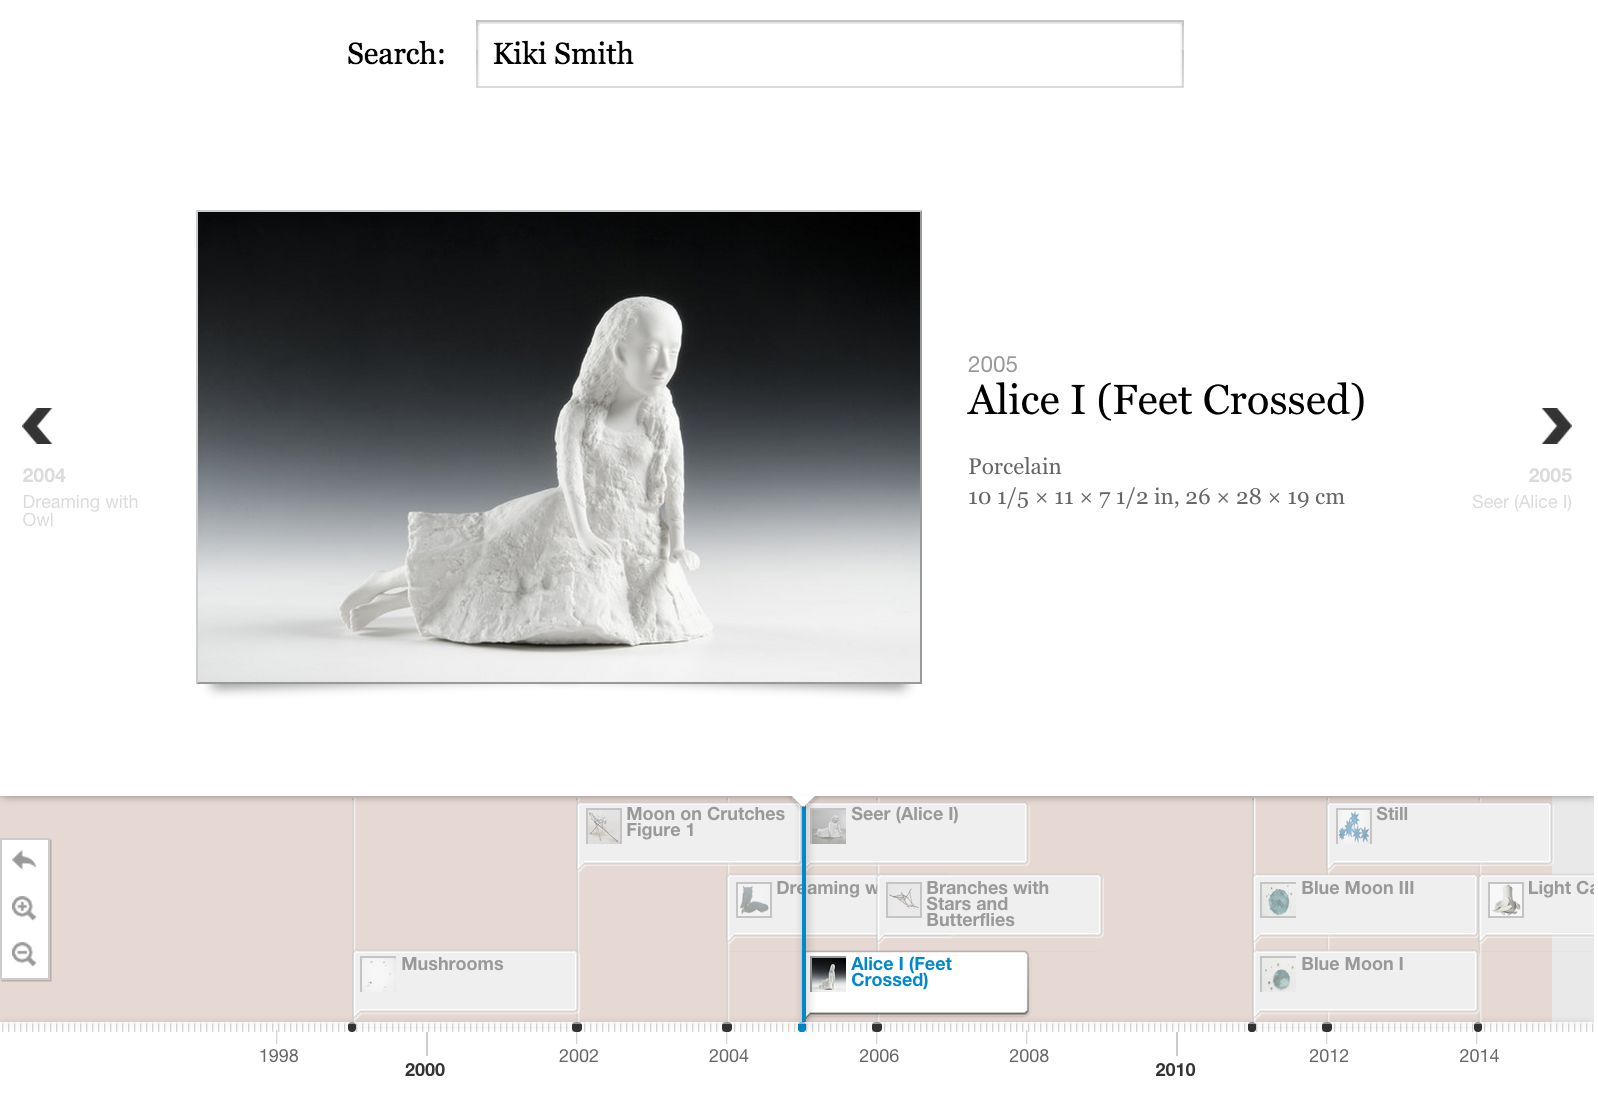 Search: Kiki Smith
2005
Alice I (Feet Crossed)
Porcelain
10 1/5 × 11 × 7 1/2 in, 26 × 28 × 19 cm
2004
Dreaming with
Owl
2005
Seer (Alice I)
Moon on Crutches
Figure 1
Seer (Alice I)
Still
Dreaming w
Branches with
Stars and
Butterflies
Blue Moon III
Light Ca
Mushrooms
Alice I (Feet
Crossed)
Blue Moon I
1998
2000
2002
2004
2006
2008
2010
2012
2014